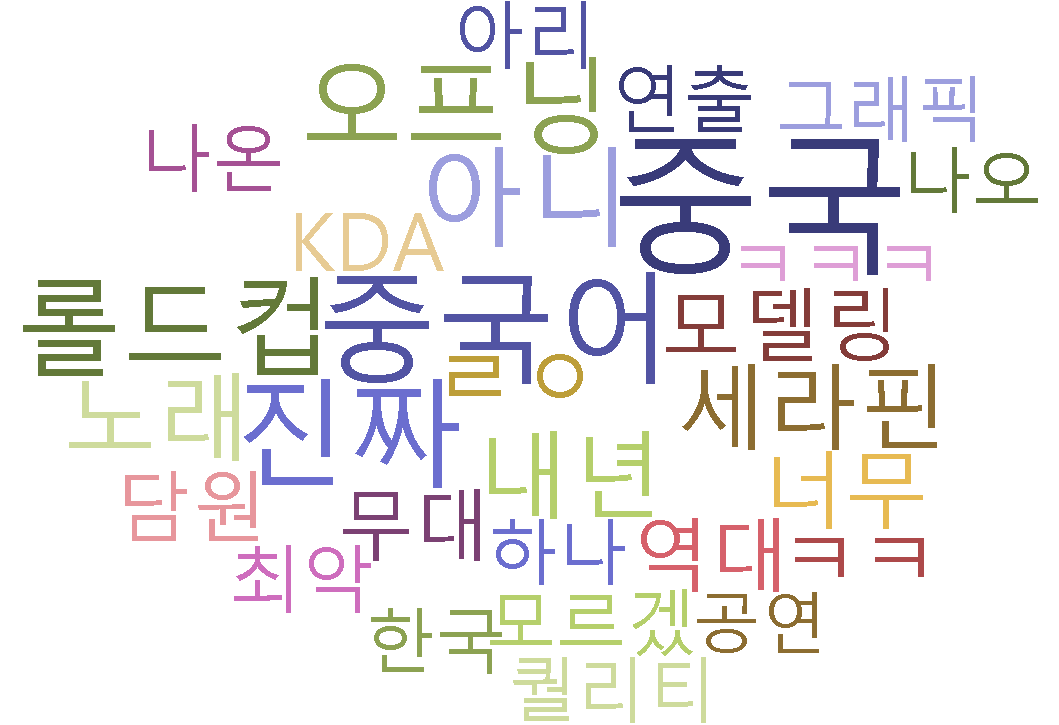 아리
오프닝
연출
그래픽
나온
아니
중국
나오
KDA
ㅋㅋㅋ
롤드컵
중국어
모델링
롤
ㅇ
노래
진짜
세라핀
내년
너무
담원
무대
하나
역대
ㅋㅋ
최악
한국
모르겠
공연
퀄리티